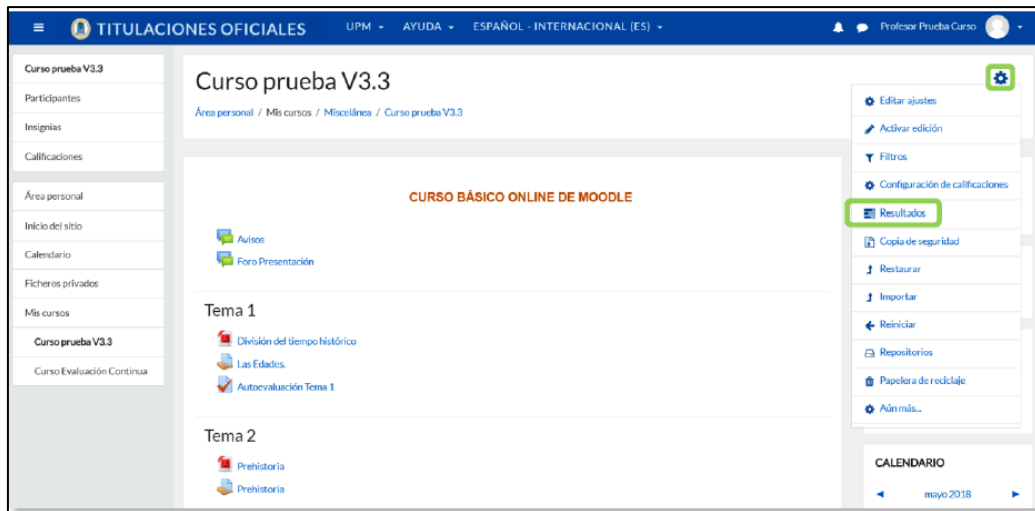 TITULACIONES OFICIALES
UPM
AYUDA
ESPAÑOL - INTERNACIONAL (ES)
Profesor Prueba Curso
Curso prueba V3.3
Participantes
Insignias
Calificaciones
Área personal
Inicio del sitio
Calendario
Ficheros privados
Mis cursos
Curso prueba V3.3
Curso Evaluación Continua
Curso prueba V3.3
Área personal / Mis cursos / Miscelánea / Curso prueba V3.3
CURSO BÁSICO ONLINE DE MOODLE
Avisos
Foro Presentación
Tema 1
División del tiempo histórico
Las Edades.
Autoevaluación Tema 1
Tema 2
Prehistoria
Prehistoria
Editar ajustes
Activar edición
Filtros
Configuración de calificaciones
Resultados
Copia de seguridad
Restaurar
Importar
Reiniciar
Repositorios
Papelera de reciclaje
Aún más...
CALENDARIO
◄ mayo 2018 ►